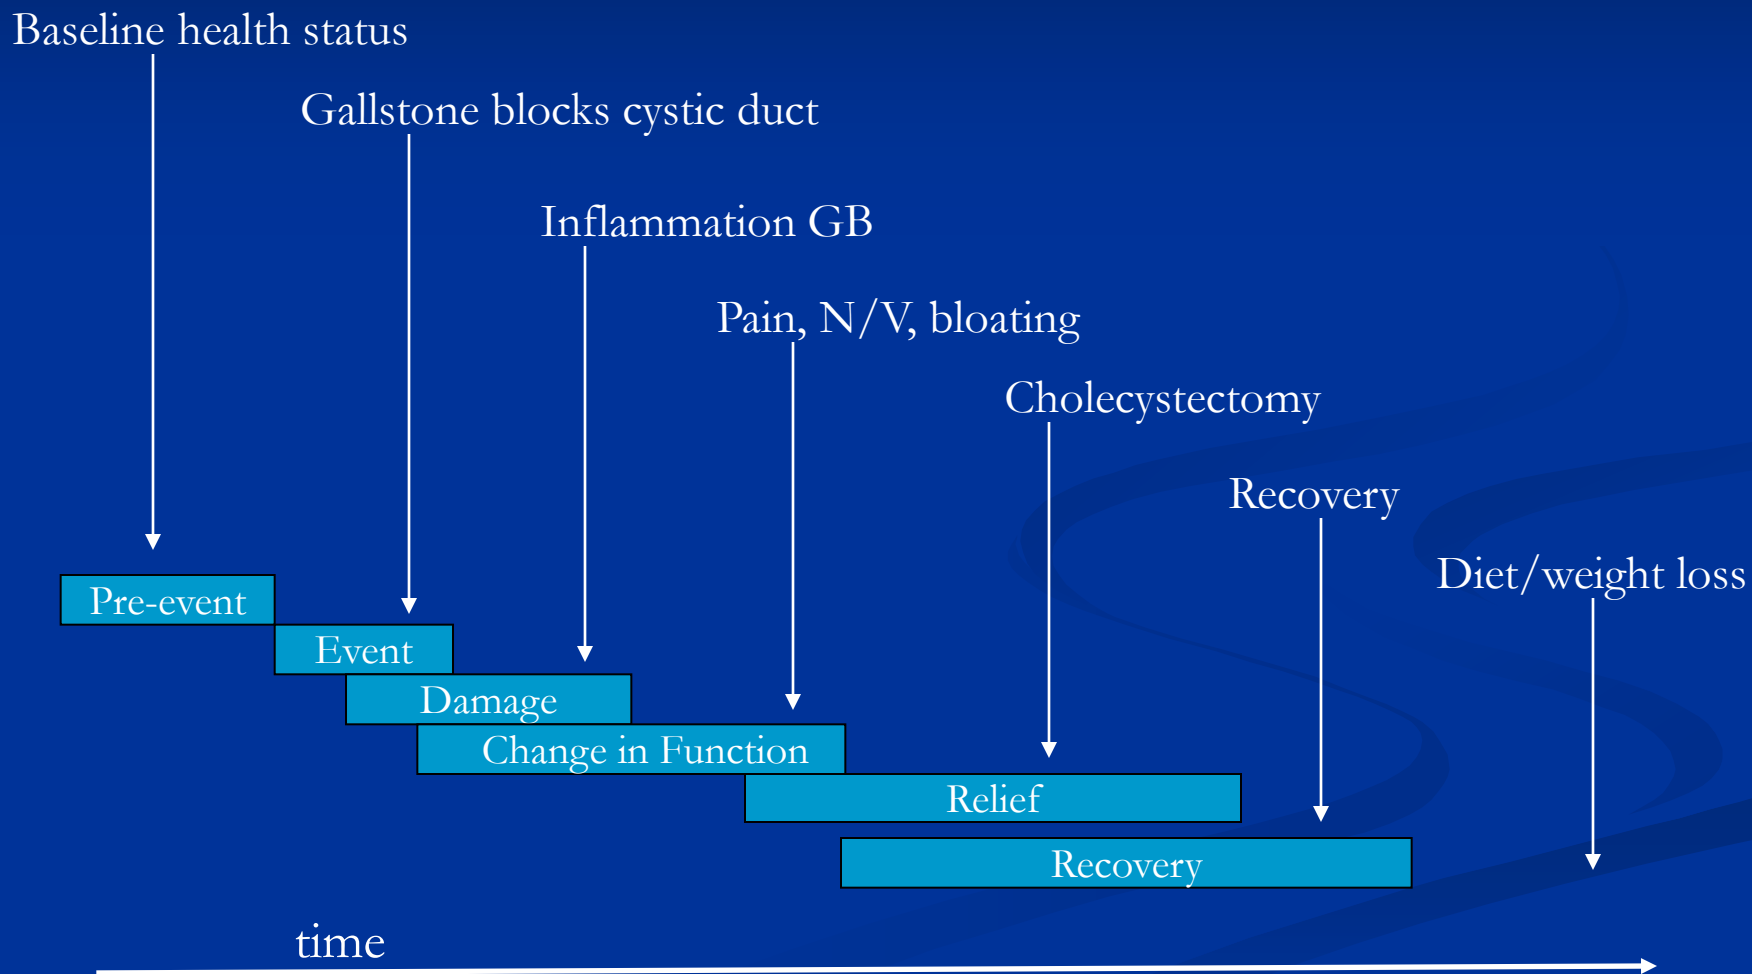 Baseline health status
Gallstone blocks cystic duct
Inflammation GB
Pain, N/V, bloating
Cholecystectomy
Recovery
Diet/weight loss
Pre-event
Event
Damage
Change in Function
Relief
Recovery
time